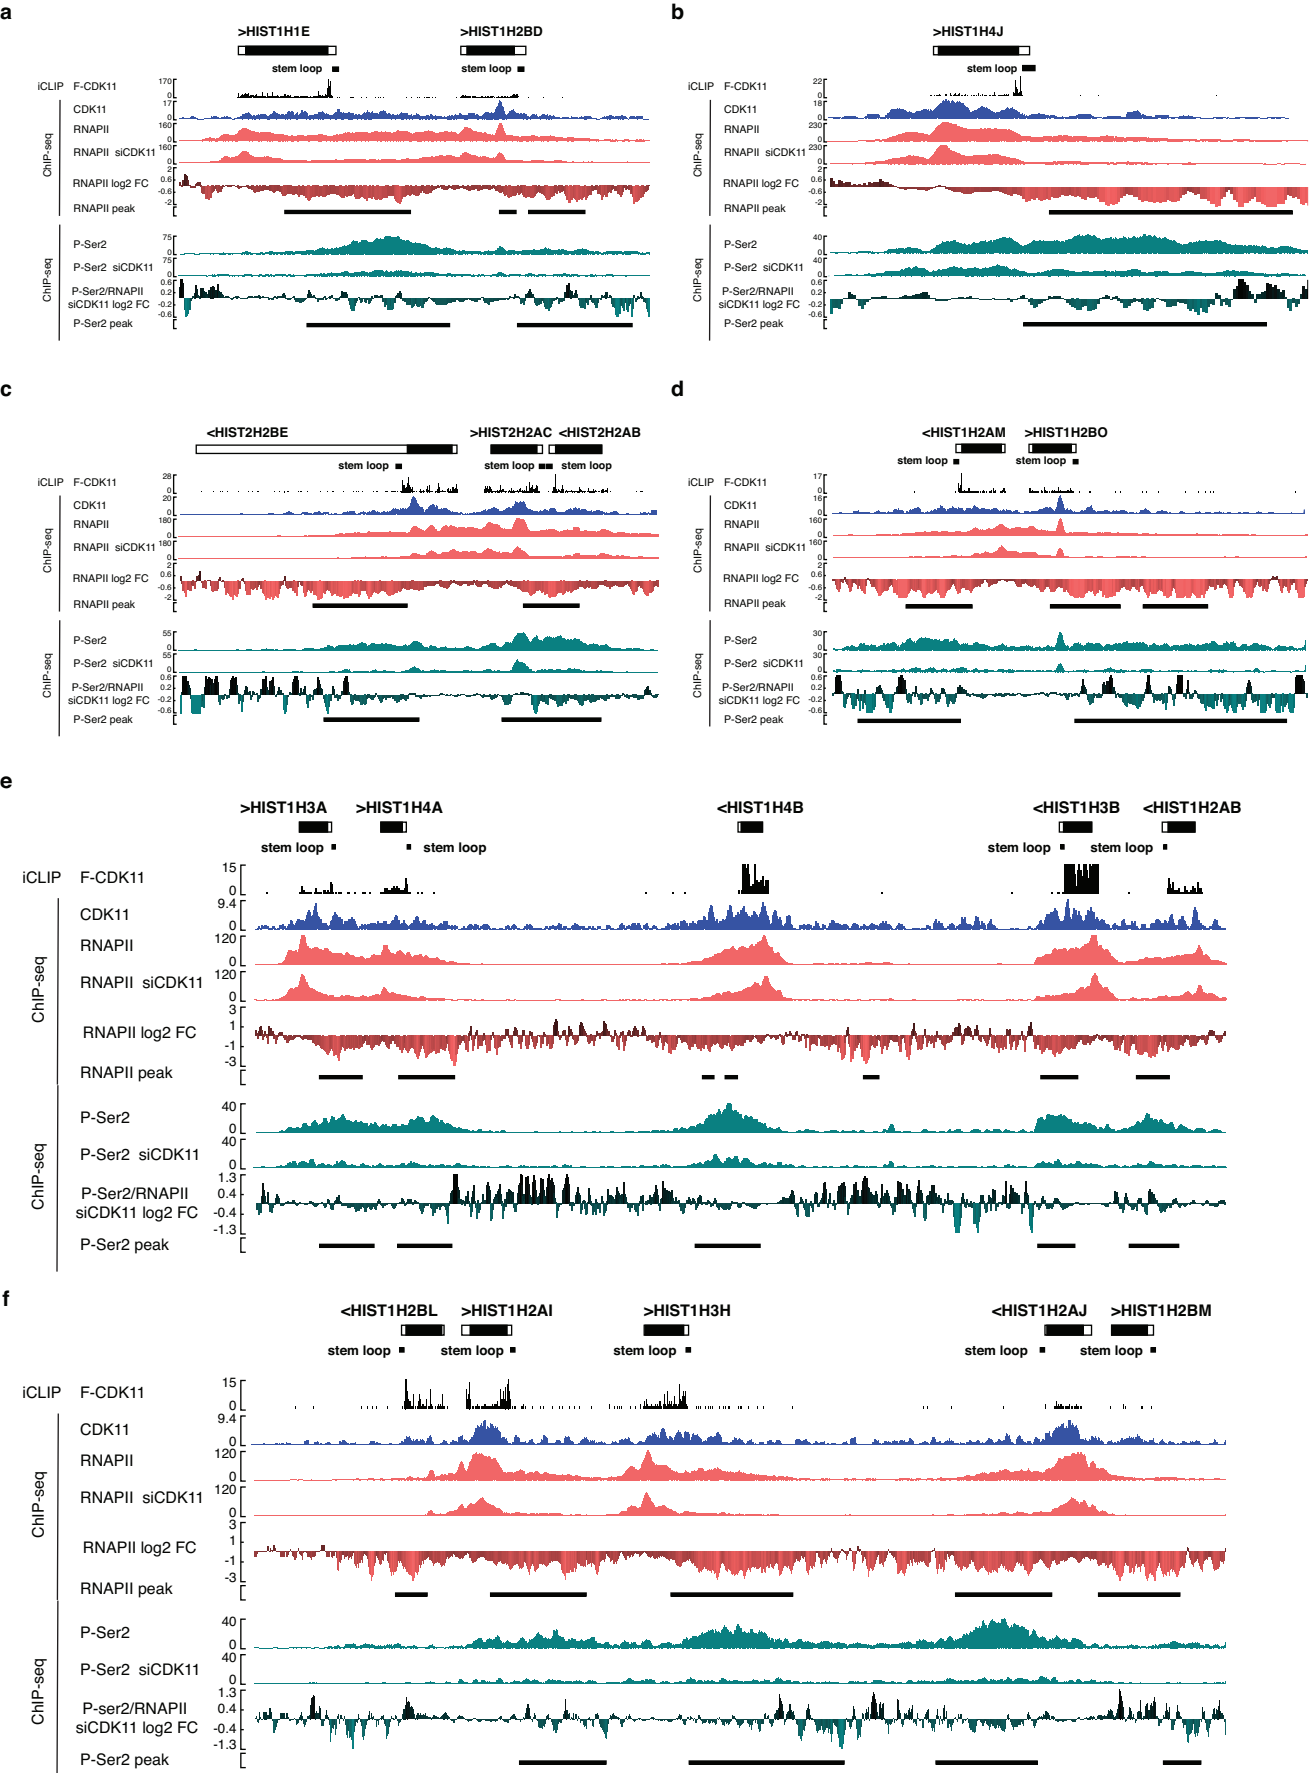 a
>HIST1H1E >HIST1H2BD
stem loop
iCLIP F-CDK11 170 0
ChIP-seq
CDK11 17 0
RNAPII 160 0
RNAPII siCDK11 160 0
RNAPII log2 FC 2 0.6 -0.6 -2
RNAPII peak
ChIP-seq
P-Ser2 75 0
P-Ser2 siCDK11 75 0
P-Ser2/RNAPII
siCDK11 log2 FC 0.6 0.2 -0.2 -0.6
P-Ser2 peak
b
>HIST1H4J
stem loop
iCLIP F-CDK11 22 0
ChIP-seq
CDK11 18 0
RNAPII 230 0
RNAPII siCDK11 230 0
RNAPII log2 FC 2 0.6 -0.6 -2
RNAPII peak
ChIP-seq
P-Ser2 40 0
P-Ser2 siCDK11 40 0
P-Ser2/RNAPII
siCDK11 log2 FC 0.6 0.2 -0.2 -0.6
P-Ser2 peak
c
<HIST2H2BE >HIST2H2AC <HIST2H2AB
stem loop stem loop stem loop
iCLIP F-CDK11 28 0
ChIP-seq
CDK11 20 0
RNAPII 180 0
RNAPII siCDK11 180 0
RNAPII log2 FC 2 0.6 -0.6 -2
RNAPII peak
ChIP-seq
P-Ser2 55 0
P-Ser2 siCDK11 55 0
P-Ser2/RNAPII
siCDK11 log2 FC 0.6 0.2 -0.2 -0.6
P-Ser2 peak
d
<HIST1H2AM >HIST1H2BO
stem loop stem loop
iCLIP F-CDK11 17 0
ChIP-seq
CDK11 16 0
RNAPII 160 0
RNAPII siCDK11 160 0
RNAPII log2 FC 2 0.6 -0.6 -2
RNAPII peak
ChIP-seq
P-Ser2 30 0
P-Ser2 siCDK11 30 0
P-Ser2/RNAPII
siCDK11 log2 FC 0.6 0.2 -0.2 -0.6
P-Ser2 peak
e
>HIST1H3A >HIST1H4A <HIST1H4B <HIST1H3B <HIST1H2AB
stem loop stem loop stem loop stem loop
iCLIP F-CDK11 15 0
ChIP-seq
CDK11 9.4 0
RNAPII 120 0
RNAPII siCDK11 120 0
RNAPII log2 FC 3 1 -1 -3
RNAPII peak
ChIP-seq
P-Ser2 40 0
P-Ser2 siCDK11 40 0
P-Ser2/RNAPII
siCDK11 log2 FC 1.3 0.4 -0.4 -1.3
P-Ser2 peak
f
<HIST1H2BL >HIST1H2AI >HIST1H3H <HIST1H2AJ >HIST1H2BM
stem loop stem loop stem loop stem loop stem loop
iCLIP F-CDK11 15 0
ChIP-seq
CDK11 9.4 0
RNAPII 120 0
RNAPII siCDK11 120 0
RNAPII log2 FC 3 1 -1 -3
RNAPII peak
ChIP-seq
P-Ser2 40 0
P-Ser2 siCDK11 40 0
P-ser2/RNAPII
siCDK11 log2 FC 1.3 0.4 -0.4 -1.3
P-Ser2 peak